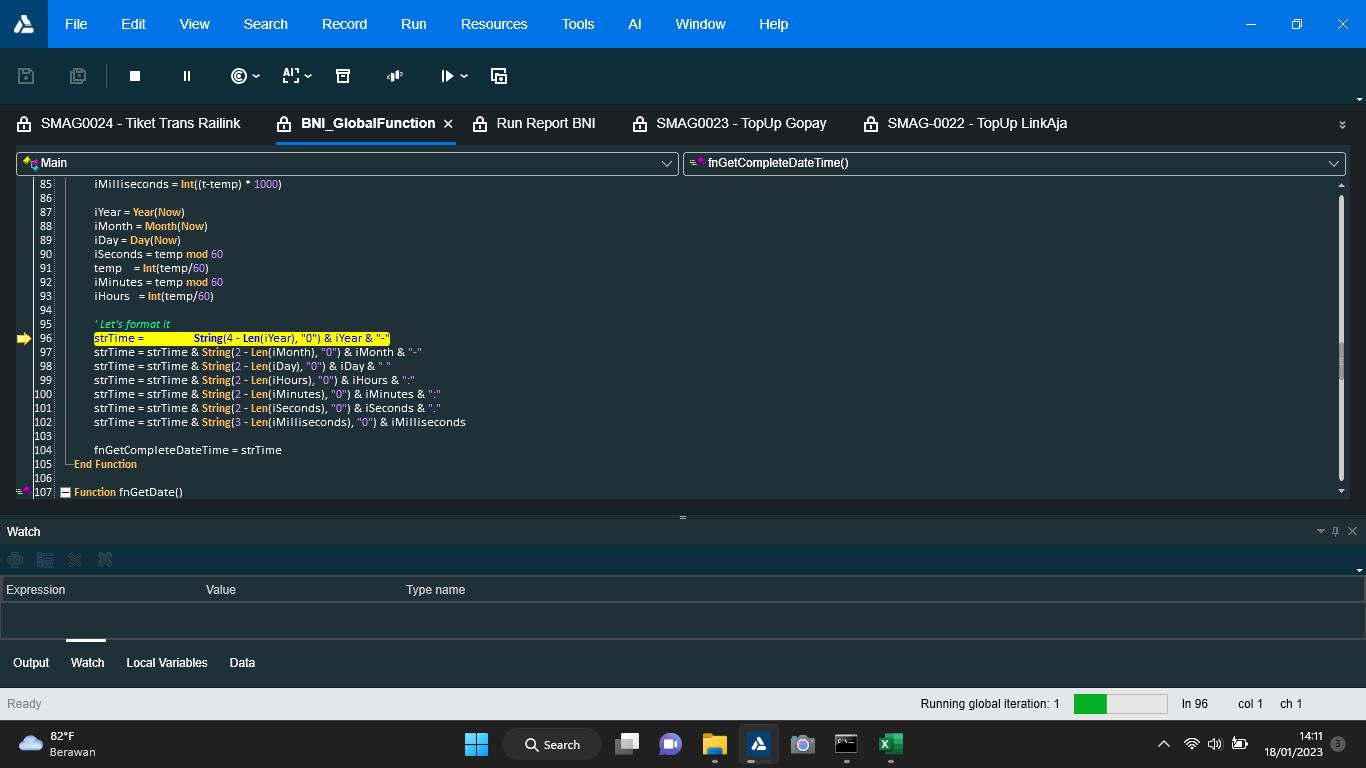 File Edit View Search Record Run Resources Tools AI Window Help
AI
SMAG0024 - Tiket Trans Railink BNI_GlobalFunction Run Report BNI SMAG0023 - TopUp Gopay SMAG-0022 - TopUp LinkAja
Main fnGetCompleteDateTime()
85 iMilliseconds = Int((t-temp) * 1000)
86
87 iYear = Year(Now)
88 iMonth = Month(Now)
89 iDay = Day(Now)
90 iSeconds = temp mod 60
91 temp = Int(temp/60)
92 iMinutes = temp mod 60
93 iHours = Int(temp/60)
94
95 ' Let's format it
96 strTime = String(4 - Len(iYear), "0") & iYear & "-"
97 strTime = strTime & String(2 - Len(iMonth), "0") & iMonth & "-"
98 strTime = strTime & String(2 - Len(iDay), "0") & iDay & " "
99 strTime = strTime & String(2 - Len(iHours), "0") & iHours & ":"
100 strTime = strTime & String(2 - Len(iMinutes), "0") & iMinutes & ":"
101 strTime = strTime & String(2 - Len(iSeconds), "0") & iSeconds & "."
102 strTime = strTime & String(3 - Len(iMilliseconds), "0") & iMilliseconds
103
104 fnGetCompleteDateTime = strTime
105 End Function
106
107 Function fnGetDate()
Watch
Expression Value Type name
Output Watch Local Variables Data
Ready Running global iteration: 1 ln 96 col 1 ch 1
82°F
Berawan
Search
14:11
18/01/2023
3